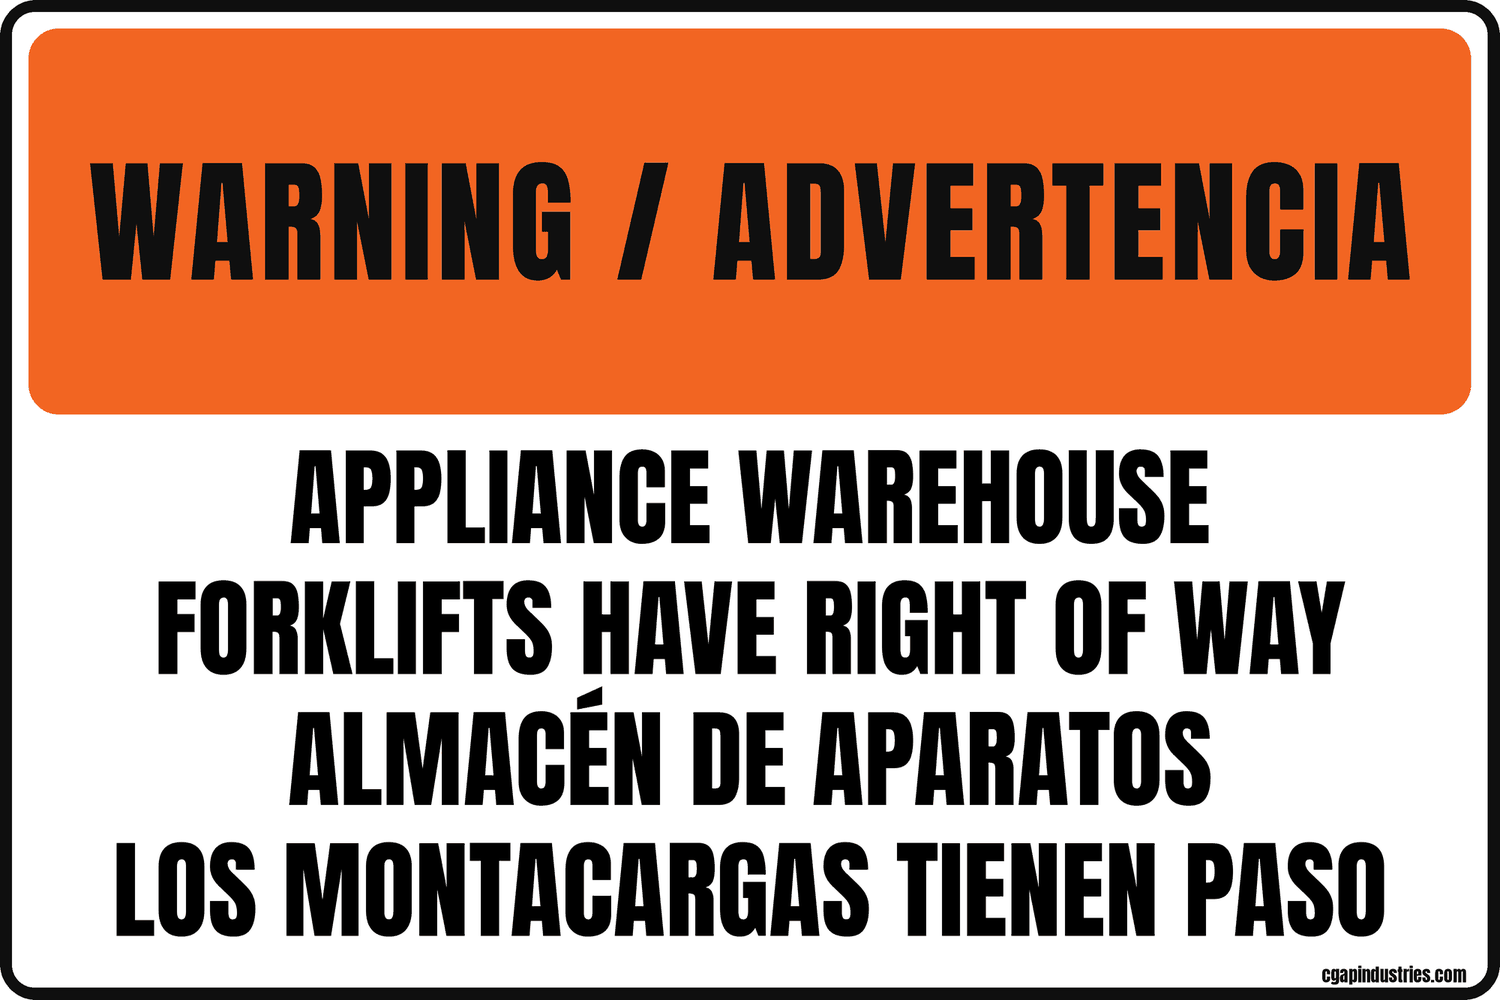 WARNING / ADVERTENCIA
APPLIANCE WAREHOUSE
FORKLIFTS HAVE RIGHT OF WAY
ALMACÉN DE APARATOS
LOS MONTACARGAS TIENEN PASO
cgapindustries.com